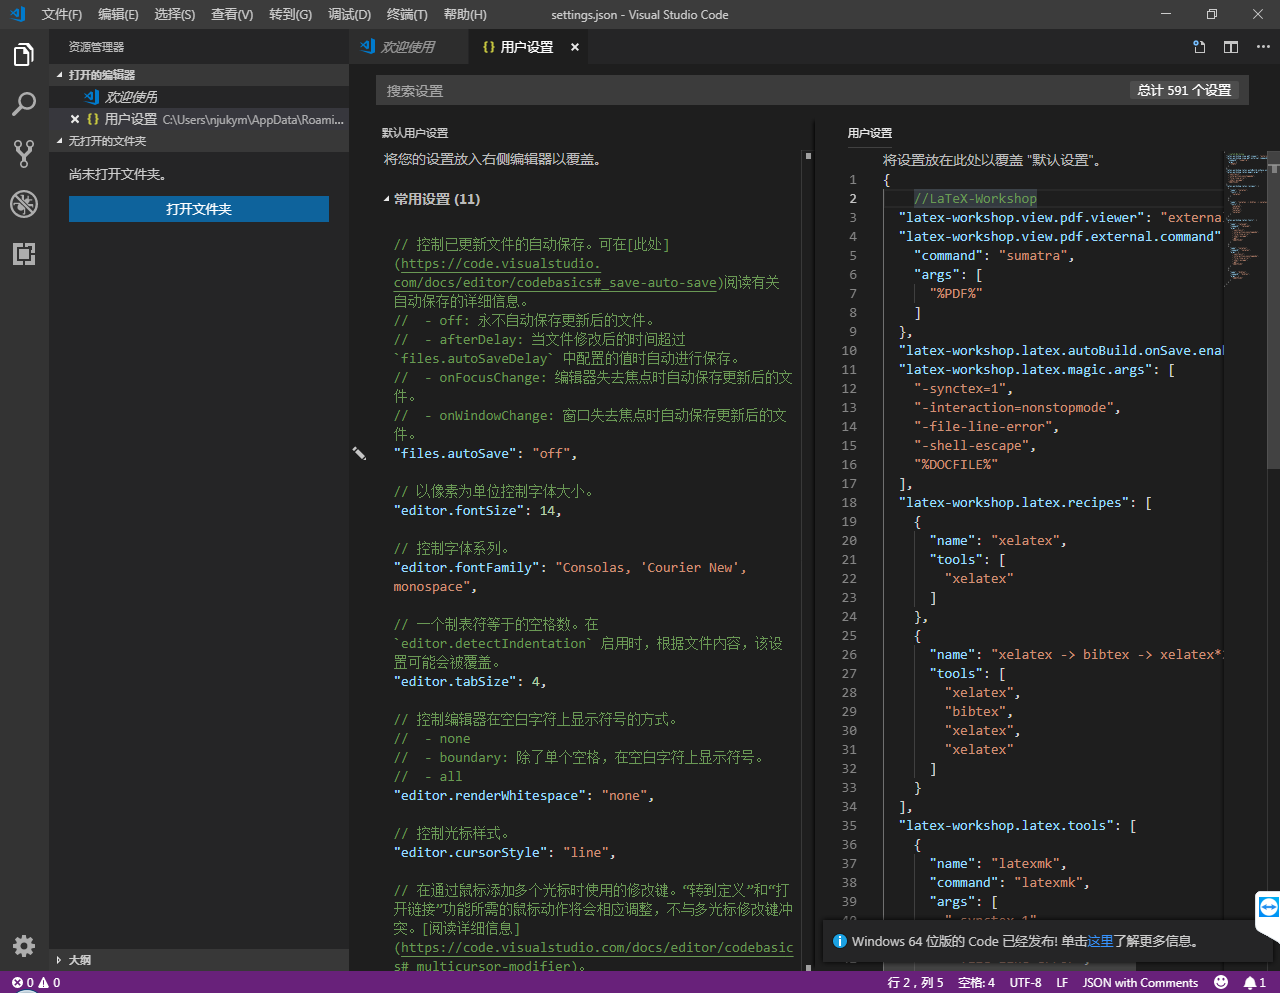 文件(F) 编辑(E) 选择(S) 查看(V) 转到(G) 调试(D) 终端(T) 帮助(H) settings.json - Visual Studio Code
资源管理器
打开的编辑器
欢迎使用
用户设置 C:\Users\njukym\AppData\Roami...
无打开的文件夹
尚未打开文件夹。
打开文件夹
大纲
欢迎使用
{} 用户设置
搜索设置
总计 591 个设置
默认用户设置
将您的设置放入右侧编辑器以覆盖。
常用设置 (11)
// 控制已更新文件的自动保存。可在[此处]
(https://code.visualstudio.
com/docs/editor/codebasics#_save-auto-save)阅读有关
自动保存的详细信息。
//  - off: 永不自动保存更新后的文件。
//  - afterDelay: 当文件修改后的时间超过
`files.autoSaveDelay` 中配置的值时自动进行保存。
//  - onFocusChange: 编辑器失去焦点时自动保存更新后的文
件。
//  - onWindowChange: 窗口失去焦点时自动保存更新后的文
件。
"files.autoSave": "off",
// 以像素为单位控制字体大小。
"editor.fontSize": 14,
// 控制字体系列。
"editor.fontFamily": "Consolas, 'Courier New',
monospace",
// 一个制表符等于的空格数。在
`editor.detectIndentation` 启用时，根据文件内容，该设
置可能会被覆盖。
"editor.tabSize": 4,
// 控制编辑器在空白字符上显示符号的方式。
//  - none
//  - boundary: 除了单个空格，在空白字符上显示符号。
//  - all
"editor.renderWhitespace": "none",
// 控制光标样式。
"editor.cursorStyle": "line",
// 在通过鼠标添加多个光标时使用的修改键。“转到定义”和“打
开链接”功能所需的鼠标动作将会相应调整，不与多光标修改键冲
突。[阅读详细信息]
(https://code.visualstudio.com/docs/editor/codebasic
s#_multicursor-modifier)。
用户设置
将设置放在此处以覆盖 "默认设置"。
1 {
2 //LaTeX-Workshop
3 "latex-workshop.view.pdf.viewer": "externa
4 "latex-workshop.view.pdf.external.command"
5 "command": "sumatra",
6 "args": [
7 "%PDF%"
8 ]
9 },
10 "latex-workshop.latex.autoBuild.onSave.ena
11 "latex-workshop.latex.magic.args": [
12 "-synctex=1",
13 "-interaction=nonstopmode",
14 "-file-line-error",
15 "-shell-escape",
16 "%DOCFILE%"
17 ],
18 "latex-workshop.latex.recipes": [
19 {
20 "name": "xelatex",
21 "tools": [
22 "xelatex"
23 ]
24 },
25 {
26 "name": "xelatex -> bibtex -> xelatex*
27 "tools": [
28 "xelatex",
29 "bibtex",
30 "xelatex",
31 "xelatex"
32 ]
33 }
34 ],
35 "latex-workshop.latex.tools": [
36 {
37 "name": "latexmk",
38 "command": "latexmk",
39 "args": [
Windows 64 位版的 Code 已经发布! 单击这里了解更多信息。
0 0 行 2，列 5 空格: 4 UTF-8 LF JSON with Comments 1